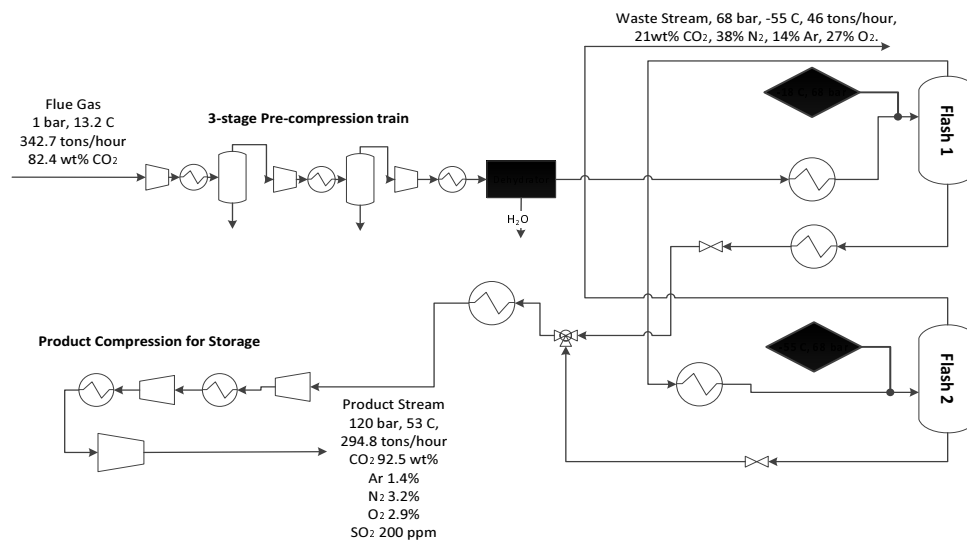 Waste Stream, 68 bar, -55 C, 46 tons/hour,
21wt% CO2, 38% N2, 14% Ar, 27% O2.
Flue Gas
1 bar, 13.2 C
342.7 tons/hour
82.4 wt% CO2
3-stage Pre-compression train
Flash 1
H2O
Product Compression for Storage
Flash 2
Product Stream
120 bar, 53 C,
294.8 tons/hour
CO2 92.5 wt%
Ar 1.4%
N2 3.2%
O2 2.9%
SO2 200 ppm